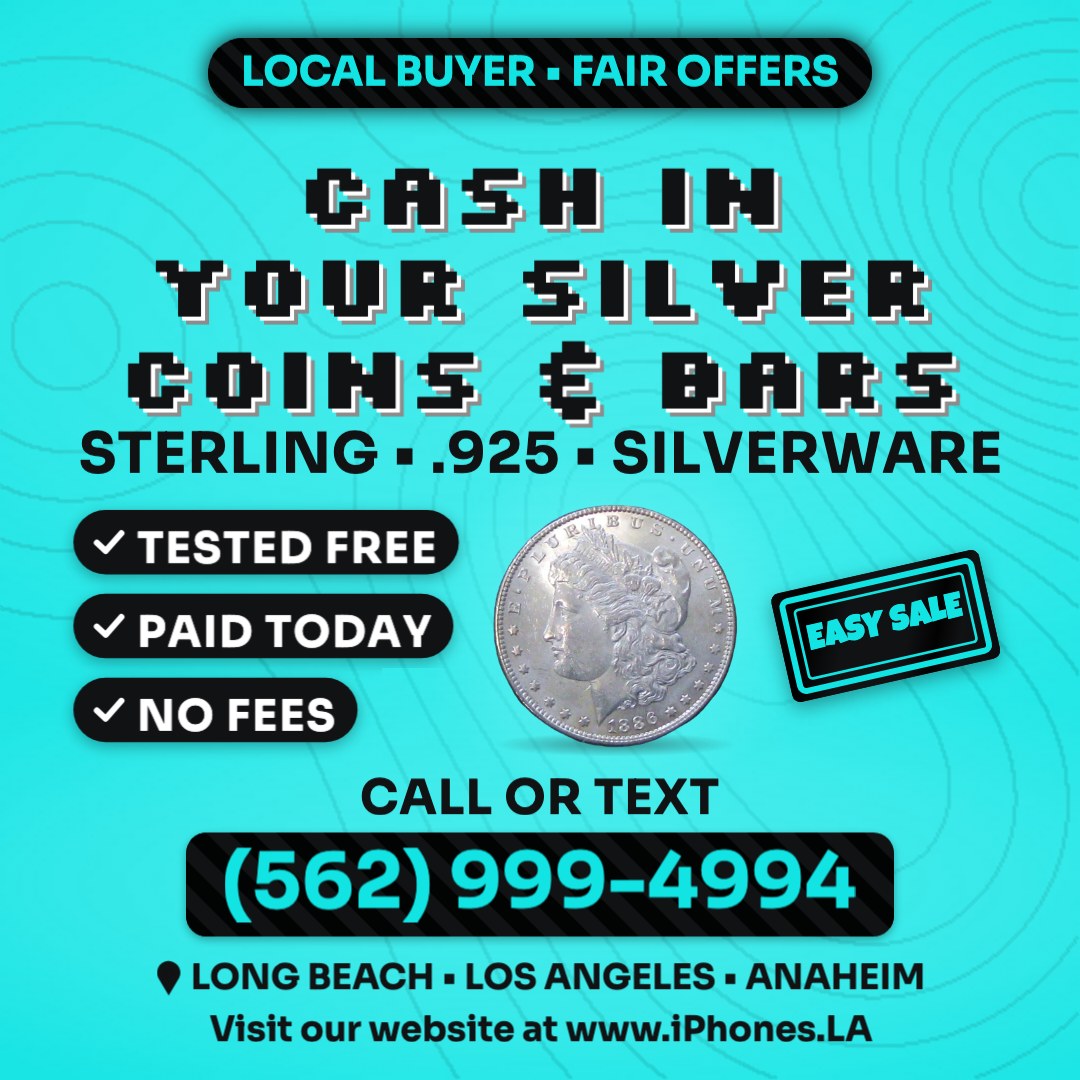 LOCAL BUYER ▪ FAIR OFFERS
CASH IN
YOUR SILVER
COINS & BARS
STERLING ▪ .925 ▪ SILVERWARE
✓ TESTED FREE
✓ PAID TODAY
✓ NO FEES
E·PLURIBUS·UNUM
1886
EASY SALE
CALL OR TEXT
(562) 999-4994
LONG BEACH ▪ LOS ANGELES ▪ ANAHEIM
Visit our website at www.iPhones.LA